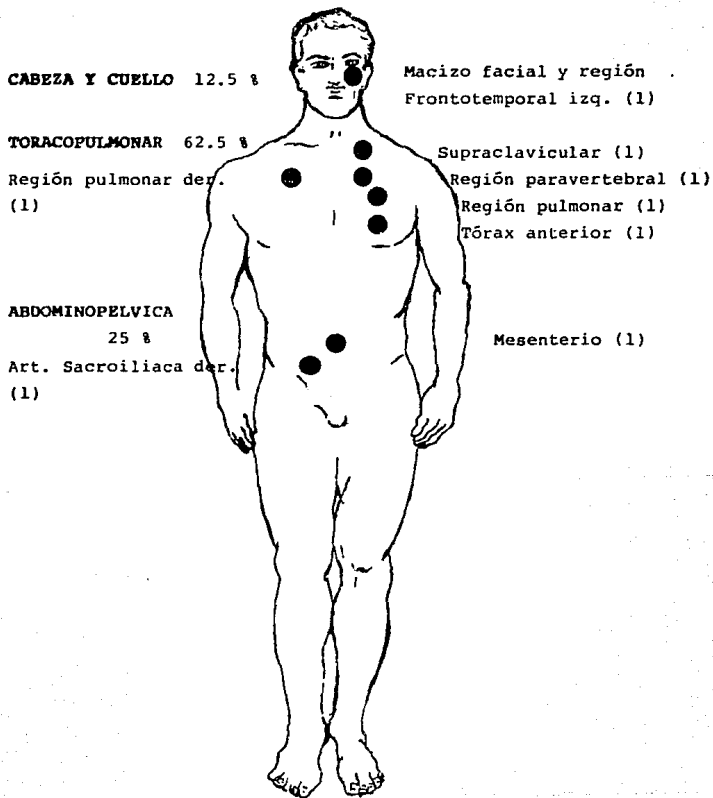 CABEZA Y CUELLO 12.5 %
Macizo facial y región
Frontotemporal izq. (1)
TORACOPULMONAR 62.5 %
Región pulmonar der.
(1)
Supraclavicular (1)
Región paravertebral (1)
Región pulmonar (1)
Tórax anterior (1)
ABDOMINOPELVICA
25 %
Art. Sacroiliaca der.
(1)
Mesenterio (1)